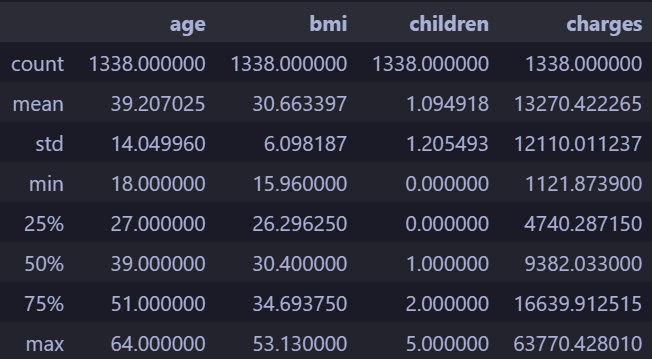 age bmi children charges
count 1338.000000 1338.000000 1338.000000 1338.000000
mean 39.207025 30.663397 1.094918 13270.422265
std 14.049960 6.098187 1.205493 12110.011237
min 18.000000 15.960000 0.000000 1121.873900
25% 27.000000 26.296250 0.000000 4740.287150
50% 39.000000 30.400000 1.000000 9382.033000
75% 51.000000 34.693750 2.000000 16639.912515
max 64.000000 53.130000 5.000000 63770.428010